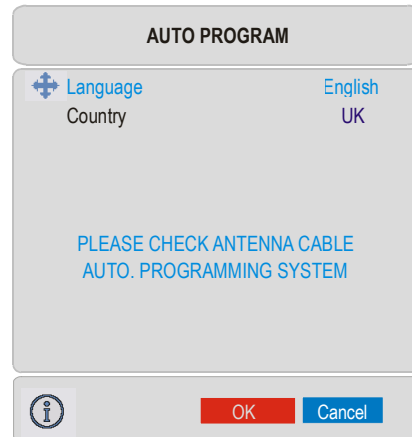 AUTO PROGRAM
Language English
Country UK
PLEASE CHECK ANTENNA CABLE
AUTO. PROGRAMMING SYSTEM
i OK Cancel